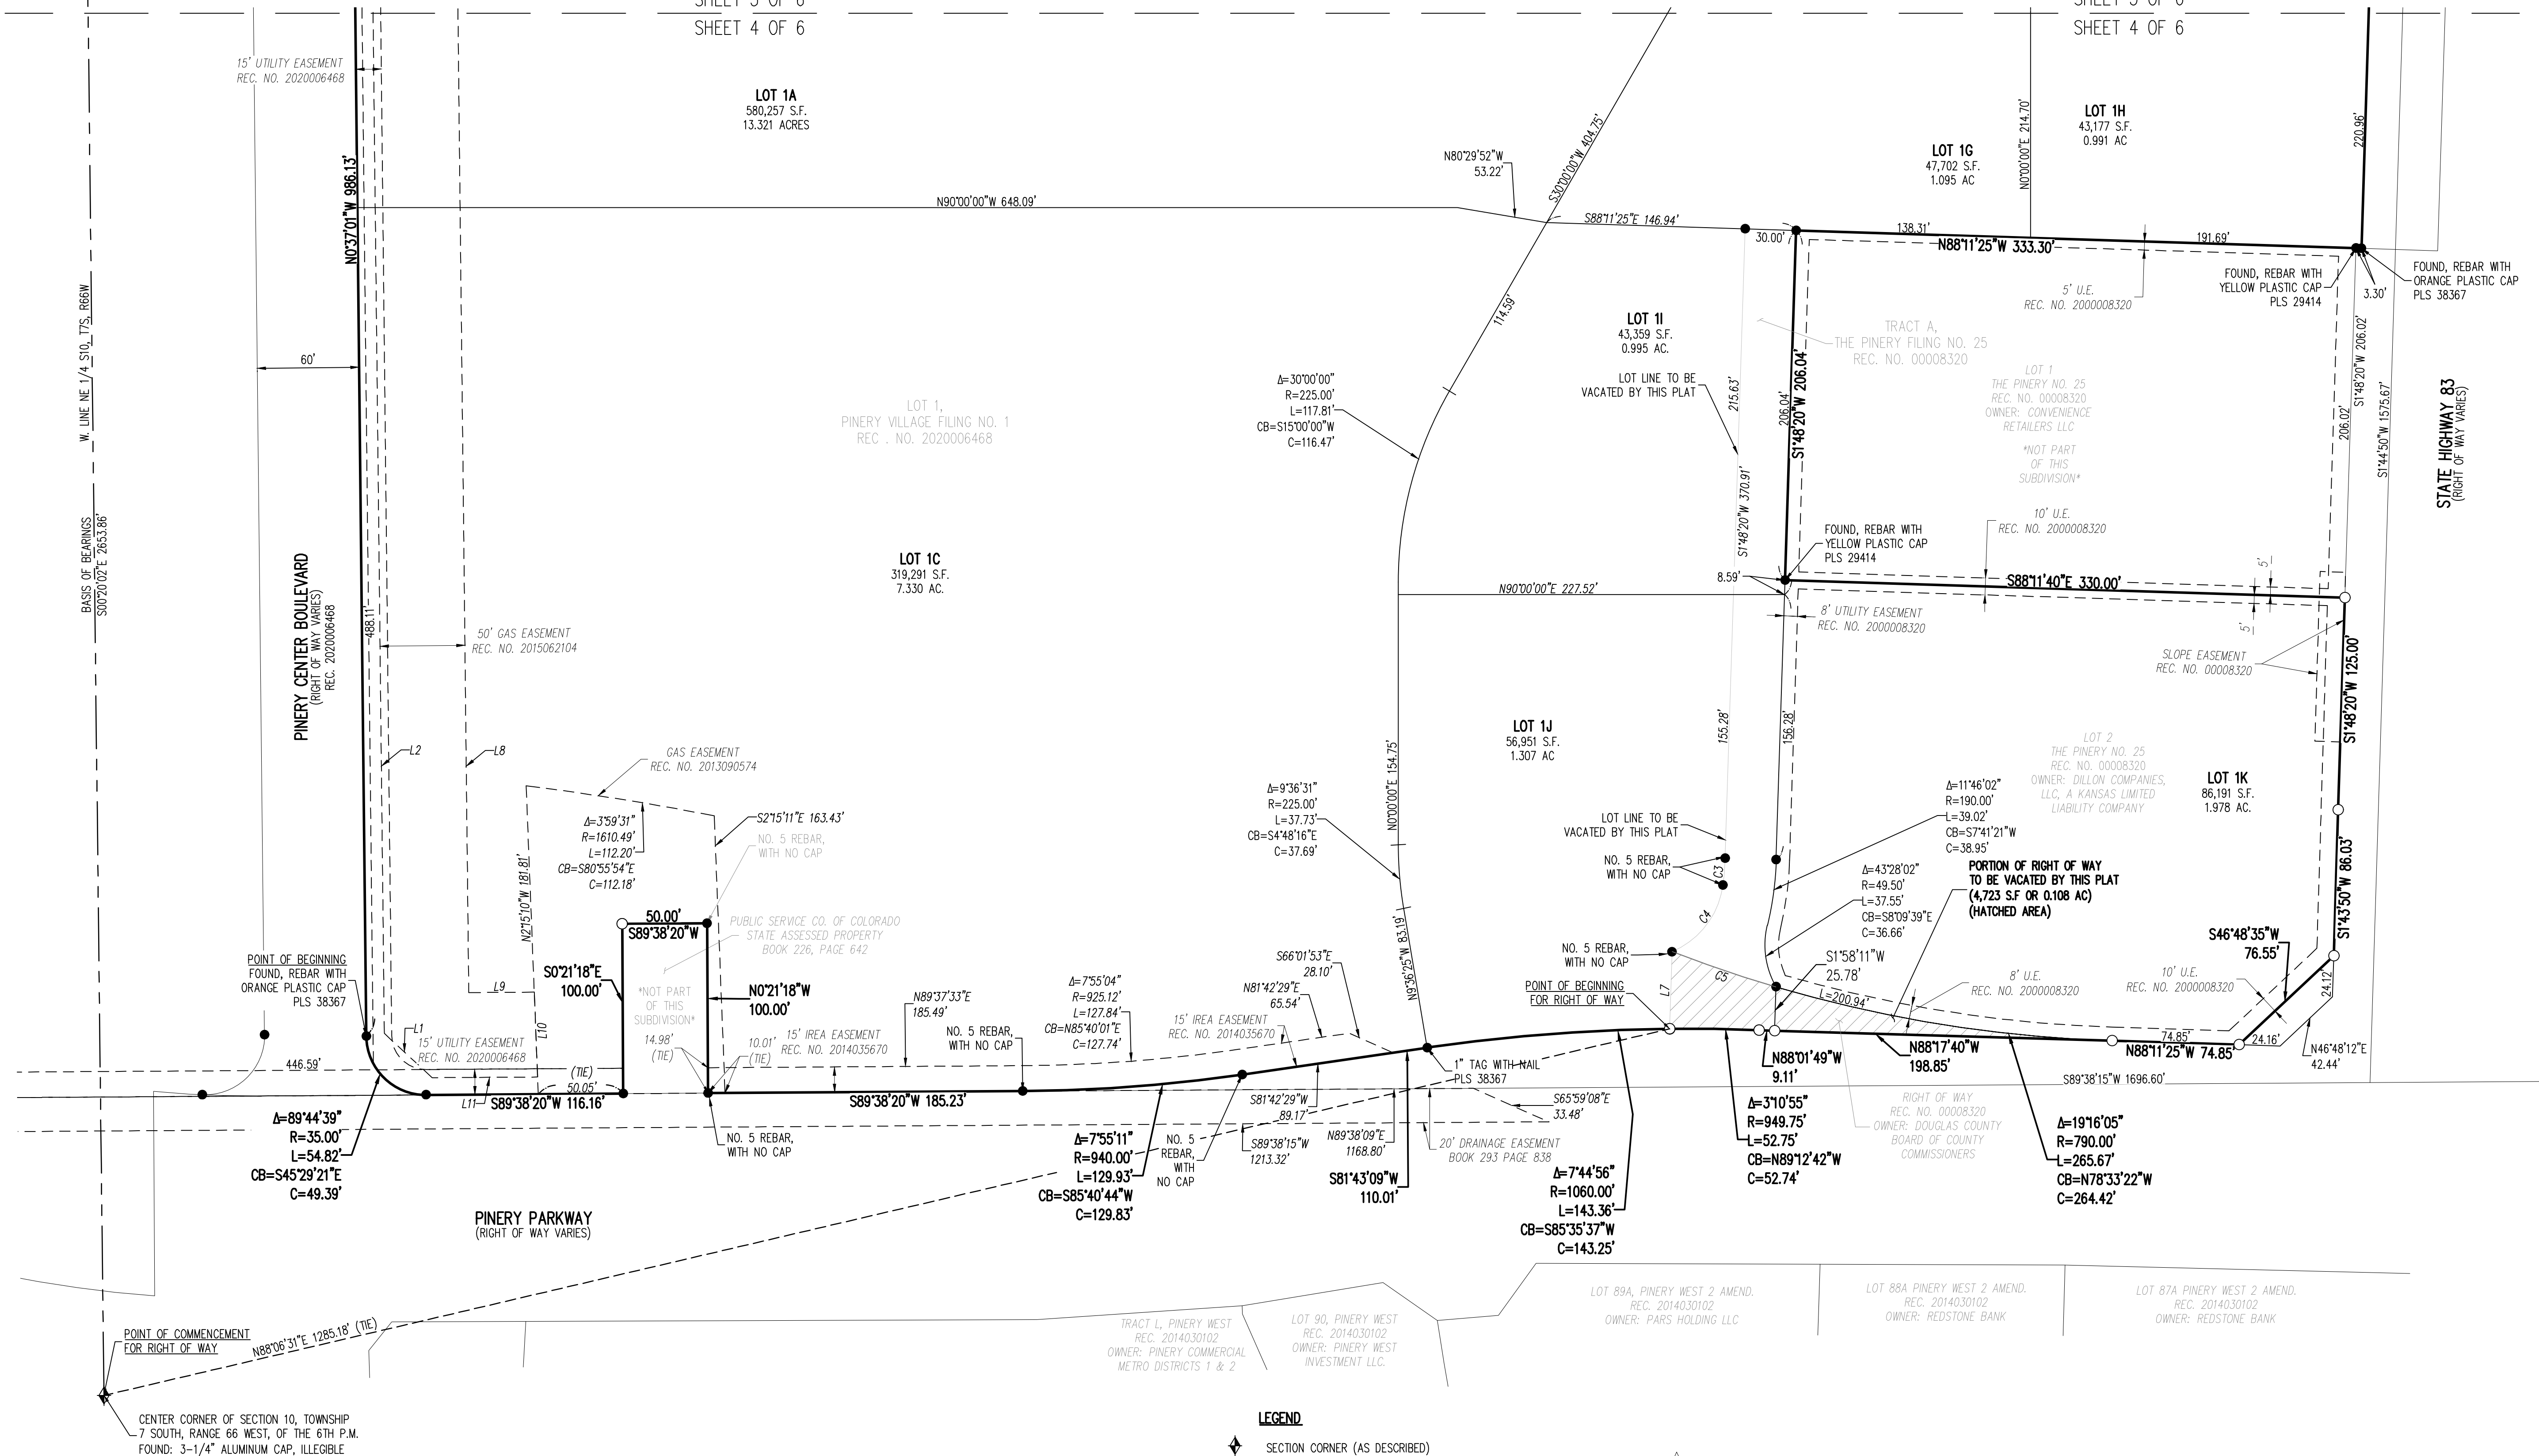 SHEET 5 OF 6
SHEET 4 OF 6
SHEET 5 OF 6
SHEET 4 OF 6
15' UTILITY EASEMENT
REC. NO. 2020006468
LOT 1A
580,257 S.F.
13.321 ACRES
N0°37'01"W 986.13'
N80°29'52"W
53.22'
S30°00'00"W 404.75'
LOT 1G
47,702 S.F.
1.095 AC
N0°00'00"E 214.70'
LOT 1H
43,177 S.F.
0.991 AC
220.96'
N90°00'00"W 648.09'
S88°11'25"E 146.94'
30.00'
138.31'
N88°11'25"W 333.30'
191.69'
FOUND, REBAR WITH
YELLOW PLASTIC CAP
PLS 29414
3.30'
FOUND, REBAR WITH
ORANGE PLASTIC CAP
PLS 38367
5' U.E.
REC. NO. 2000008320
W. LINE NE 1/4 S10, T7S, R66W
BASIS OF BEARINGS
S00°20'02"E 2653.86'
60'
114.59'
LOT 1I
43,359 S.F.
0.995 AC.
TRACT A,
THE PINERY FILING NO. 25
REC. NO. 00008320
LOT LINE TO BE
VACATED BY THIS PLAT
215.63'
206.04'
S1°48'20"W 206.04'
LOT 1
THE PINERY NO. 25
REC. NO. 00008320
OWNER: CONVENIENCE
RETAILERS LLC
*NOT PART
OF THIS
SUBDIVISION*
S1°48'20"W 206.02'
206.02'
S1°44'50"W 1575.67'
STATE HIGHWAY 83
(RIGHT OF WAY VARIES)
Δ=30°00'00"
R=225.00'
L=117.81'
CB=S15°00'00"W
C=116.47'
LOT 1,
PINERY VILLAGE FILING NO. 1
REC . NO. 2020006468
S1°48'20"W 370.91'
10' U.E.
REC. NO. 2000008320
FOUND, REBAR WITH
YELLOW PLASTIC CAP
PLS 29414
LOT 1C
319,291 S.F.
7.330 AC.
PINERY CENTER BOULEVARD
(RIGHT OF WAY VARIES)
REC. 2020006468
488.11'
8.59'
S88°11'40"E 330.00'
5'
5'
N90°00'00"E 227.52'
8' UTILITY EASEMENT
REC. NO. 2000008320
50' GAS EASEMENT
REC. NO. 2015062104
SLOPE EASEMENT
REC. NO. 00008320
S1°48'20"W 125.00'
L2
L8
GAS EASEMENT
REC. NO. 2013090574
N0°00'00"E 154.75'
LOT 1J
56,951 S.F.
1.307 AC
155.28'
156.28'
LOT 2
THE PINERY NO. 25
REC. NO. 00008320
OWNER: DILLON COMPANIES,
LLC, A KANSAS LIMITED
LIABILITY COMPANY
LOT 1K
86,191 S.F.
1.978 AC.
Δ=3°59'31"
R=1610.49'
L=112.20'
CB=S80°55'54"E
C=112.18'
S2°15'11"E 163.43'
NO. 5 REBAR,
WITH NO CAP
Δ=9°36'31"
R=225.00'
L=37.73'
CB=S4°48'16"E
C=37.69'
LOT LINE TO BE
VACATED BY THIS PLAT
NO. 5 REBAR,
WITH NO CAP
C3
C4
Δ=11°46'02"
R=190.00'
L=39.02'
CB=S7°41'21"W
C=38.95'
Δ=43°28'02"
R=49.50'
L=37.55'
CB=S8°09'39"E
C=36.66'
PORTION OF RIGHT OF WAY
TO BE VACATED BY THIS PLAT
(4,723 S.F OR 0.108 AC)
(HATCHED AREA)
S1°43'50"W 86.03'
N2°15'10"W 181.81'
50.00'
S89°38'20"W
PUBLIC SERVICE CO. OF COLORADO
STATE ASSESSED PROPERTY
BOOK 226, PAGE 642
N9°36'25"W 83.19'
NO. 5 REBAR,
WITH NO CAP
S1°58'11"W
25.78'
S46°48'35"W
76.55'
8' U.E.
REC. NO. 2000008320
10' U.E.
REC. NO. 2000008320
24.12
POINT OF BEGINNING
FOUND, REBAR WITH
ORANGE PLASTIC CAP
PLS 38367
L9
S0°21'18"E
100.00'
*NOT PART
OF THIS
SUBDIVISION*
N0°21'18"W
100.00'
N89°37'33"E
185.49'
Δ=7°55'04"
R=925.12'
L=127.84'
CB=N85°40'01"E
C=127.74'
S66°01'53"E
28.10'
N81°42'29"E
65.54'
POINT OF BEGINNING
FOR RIGHT OF WAY
L7
C5
L=200.94'
L1
L10
15' UTILITY EASEMENT
REC. NO. 2020006468
14.98'
(TIE)
10.01'
(TIE)
15' IREA EASEMENT
REC. NO. 2014035670
NO. 5 REBAR,
WITH NO CAP
15' IREA EASEMENT
REC. NO. 2014035670
446.59'
(TIE)
50.05'
L11
S89°38'20"W 116.16'
S89°38'20"W 185.23'
1" TAG WITH NAIL
PLS 38367
N88°01'49"W
9.11'
N88°17'40"W
198.85'
74.85'
N88°11'25"W 74.85'
24.16'
N46°48'12"E
42.44'
S89°38'15"W 1696.60'
Δ=89°44'39"
R=35.00'
L=54.82'
CB=S45°29'21"E
C=49.39'
NO. 5 REBAR,
WITH NO CAP
Δ=7°55'11"
R=940.00'
L=129.93'
CB=S85°40'44"W
C=129.83'
NO. 5
REBAR,
WITH
NO CAP
S81°42'29"W
89.17'
S89°38'15"W
1213.32'
N89°38'09"E
1168.80'
S81°43'09"W
110.01'
S65°59'08"E
33.48'
20' DRAINAGE EASEMENT
BOOK 293 PAGE 838
Δ=7°44'56"
R=1060.00'
L=143.36'
CB=S85°35'37"W
C=143.25'
Δ=3°10'55"
R=949.75'
L=52.75'
CB=N89°12'42"W
C=52.74'
RIGHT OF WAY
REC. NO. 00008320
OWNER: DOUGLAS COUNTY
BOARD OF COUNTY
COMMISSIONERS
Δ=19°16'05"
R=790.00'
L=265.67'
CB=N78°33'22"W
C=264.42'
PINERY PARKWAY
(RIGHT OF WAY VARIES)
POINT OF COMMENCEMENT
FOR RIGHT OF WAY
N88°06'31"E 1285.18' (TIE)
TRACT L, PINERY WEST
REC. 2014030102
OWNER: PINERY COMMERCIAL
METRO DISTRICTS 1 & 2
LOT 90, PINERY WEST
REC. 2014030102
OWNER: PINERY WEST
INVESTMENT LLC.
LOT 89A, PINERY WEST 2 AMEND.
REC. 2014030102
OWNER: PARS HOLDING LLC
LOT 88A PINERY WEST 2 AMEND.
REC. 2014030102
OWNER: REDSTONE BANK
LOT 87A PINERY WEST 2 AMEND.
REC. 2014030102
OWNER: REDSTONE BANK
CENTER CORNER OF SECTION 10, TOWNSHIP
7 SOUTH, RANGE 66 WEST, OF THE 6TH P.M.
FOUND: 3-1/4" ALUMINUM CAP, ILLEGIBLE
LEGEND
SECTION CORNER (AS DESCRIBED)